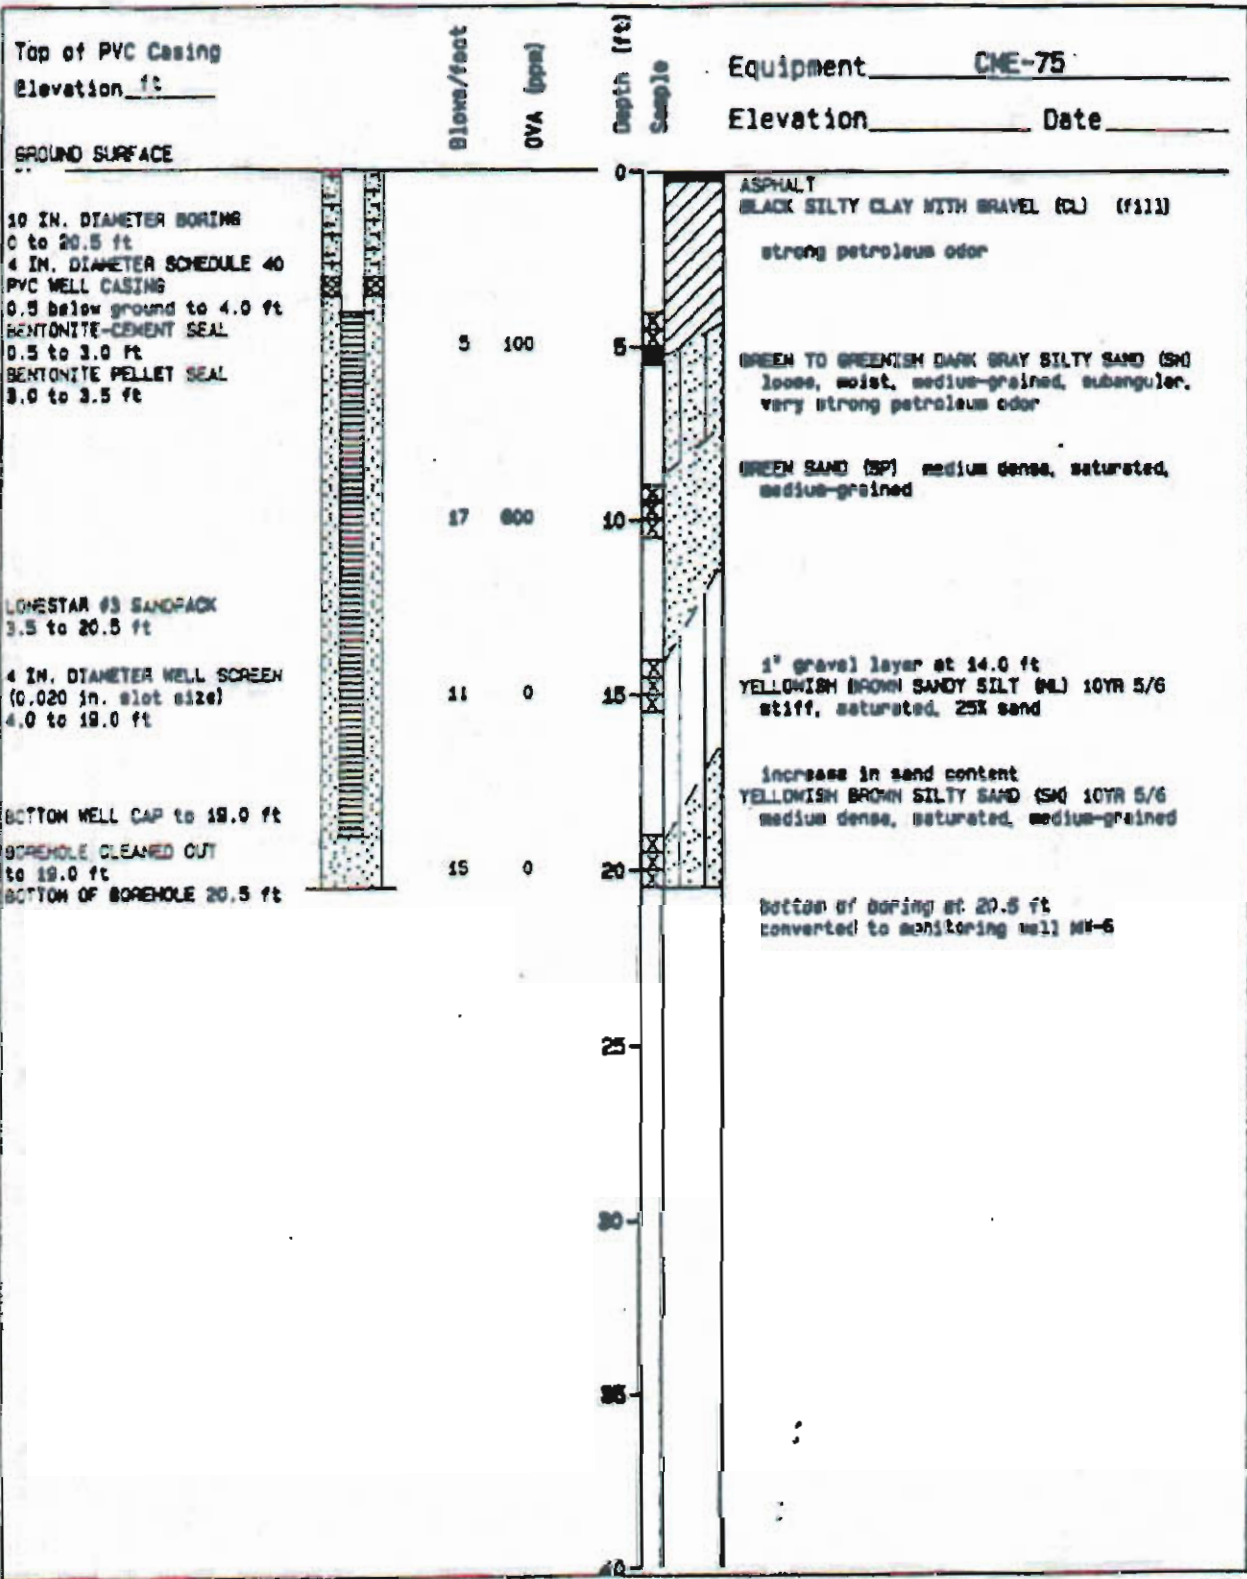 Top of PVC Casing
Elevation ft
GROUND SURFACE
Blows/foot
OVA (ppm)
Depth (ft)
Sample
Equipment CME-75
Elevation Date
10 IN. DIAMETER BORING
0 to 20.5 ft
4 IN. DIAMETER SCHEDULE 40
PVC WELL CASING
0.5 below ground to 4.0 ft
BENTONITE-CEMENT SEAL
0.5 to 3.0 ft
BENTONITE PELLET SEAL
3.0 to 3.5 ft
LONESTAR #3 SANDPACK
3.5 to 20.5 ft
4 IN. DIAMETER WELL SCREEN
(0.020 in. slot size)
4.0 to 19.0 ft
BOTTOM WELL CAP to 19.0 ft
BOREHOLE CLEANED OUT
to 19.0 ft
BOTTOM OF BOREHOLE 20.5 ft
5 100
17 600
11 0
15 0
0
5
10
15
20
25
30
35
40
ASPHALT
BLACK SILTY CLAY WITH GRAVEL (CL) (fill)
strong petroleum odor
GREEN TO GREENISH DARK GRAY SILTY SAND (SM)
loose, moist, medium-grained, subangular,
very strong petroleum odor
GREEN SAND (SP) medium dense, saturated,
medium-grained
1" gravel layer at 14.0 ft
YELLOWISH BROWN SANDY SILT (ML) 10YR 5/6
stiff, saturated, 25% sand
increase in sand content
YELLOWISH BROWN SILTY SAND (SM) 10YR 5/6
medium dense, saturated, medium-grained
bottom of boring at 20.5 ft
converted to monitoring well MW-6